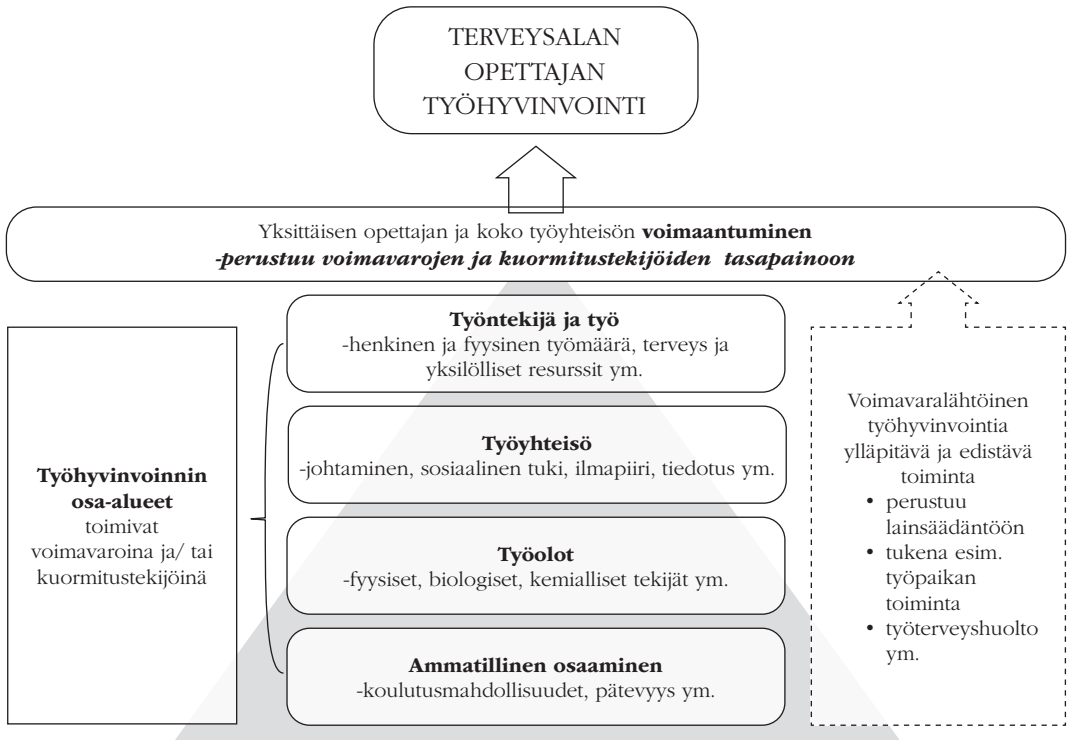 TERVEYSALAN
OPETTAJAN
TYÖHYVINVOINTI
Yksittäisen opettajan ja koko työyhteisön voimaantuminen
-perustuu voimavarojen ja kuormitustekijöiden tasapainoon
Työhyvinvoinnin
osa-alueet
toimivat
voimavaroina ja/ tai
kuormitustekijöinä
Työntekijä ja työ
-henkinen ja fyysinen työmäärä, terveys ja
yksilölliset resurssit ym.
Työyhteisö
-johtaminen, sosiaalinen tuki, ilmapiiri, tiedotus ym.
Työolot
-fyysiset, biologiset, kemialliset tekijät ym.
Ammatillinen osaaminen
-koulutusmahdollisuudet, pätevyys ym.
Voimavaralähtöinen
työhyvinvointia
ylläpitävä ja edistävä
toiminta
• perustuu
lainsäädäntöön
• tukena esim.
työpaikan
toiminta
• työterveyshuolto
ym.